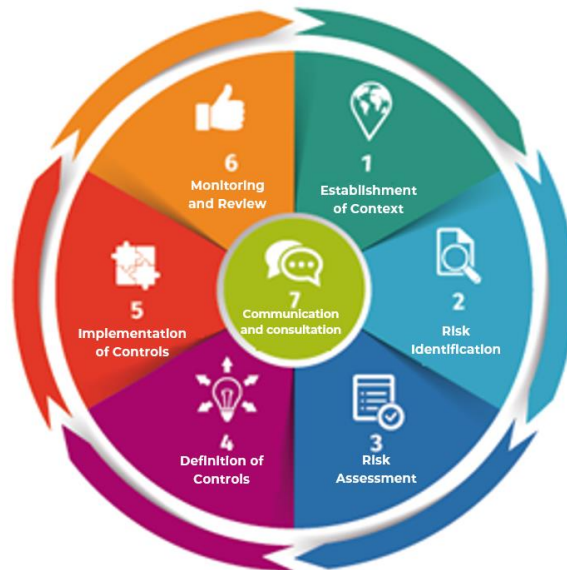 1
Establishment
of Context
2
Risk
Identification
3
Risk
Assessment
4
Definition of
Controls
5
Implementation
of Controls
6
Monitoring
and Review
7
Communication
and consultation